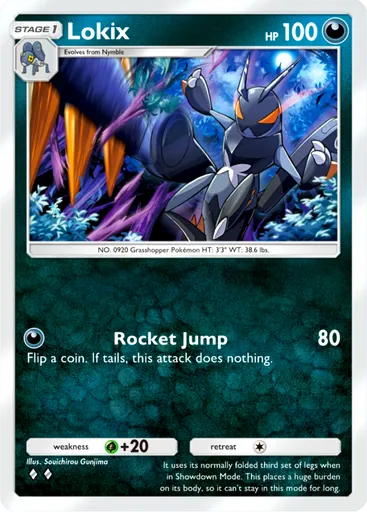 STAGE 1
Lokix
HP 100
Evolves from Nymble
NO. 0920 Grasshopper Pokémon HT: 3'3" WT: 38.6 lbs.
Rocket Jump 80
Flip a coin. If tails, this attack does nothing.
weakness +20 retreat
Illus. Souichirou Gunjima
It uses its normally folded third set of legs when
in Showdown Mode. This places a huge burden
on its body, so it can't stay in this mode for long.